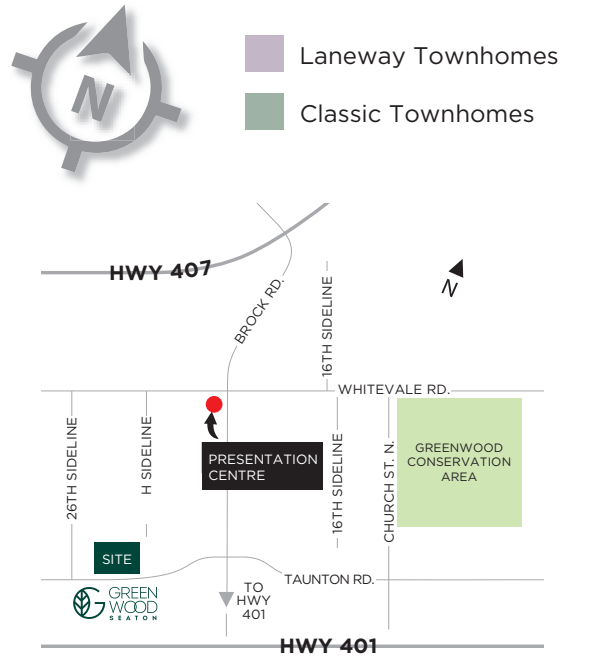 N
Laneway Townhomes
Classic Townhomes
HWY 407
BROCK RD.
16TH SIDELINE
N
WHITEVALE RD.
26TH SIDELINE
H SIDELINE
PRESENTATION
CENTRE
16TH SIDELINE
CHURCH ST. N.
GREENWOOD
CONSERVATION
AREA
SITE
TAUNTON RD.
GREEN
WOOD
SEATON
TO
HWY
401
HWY 401